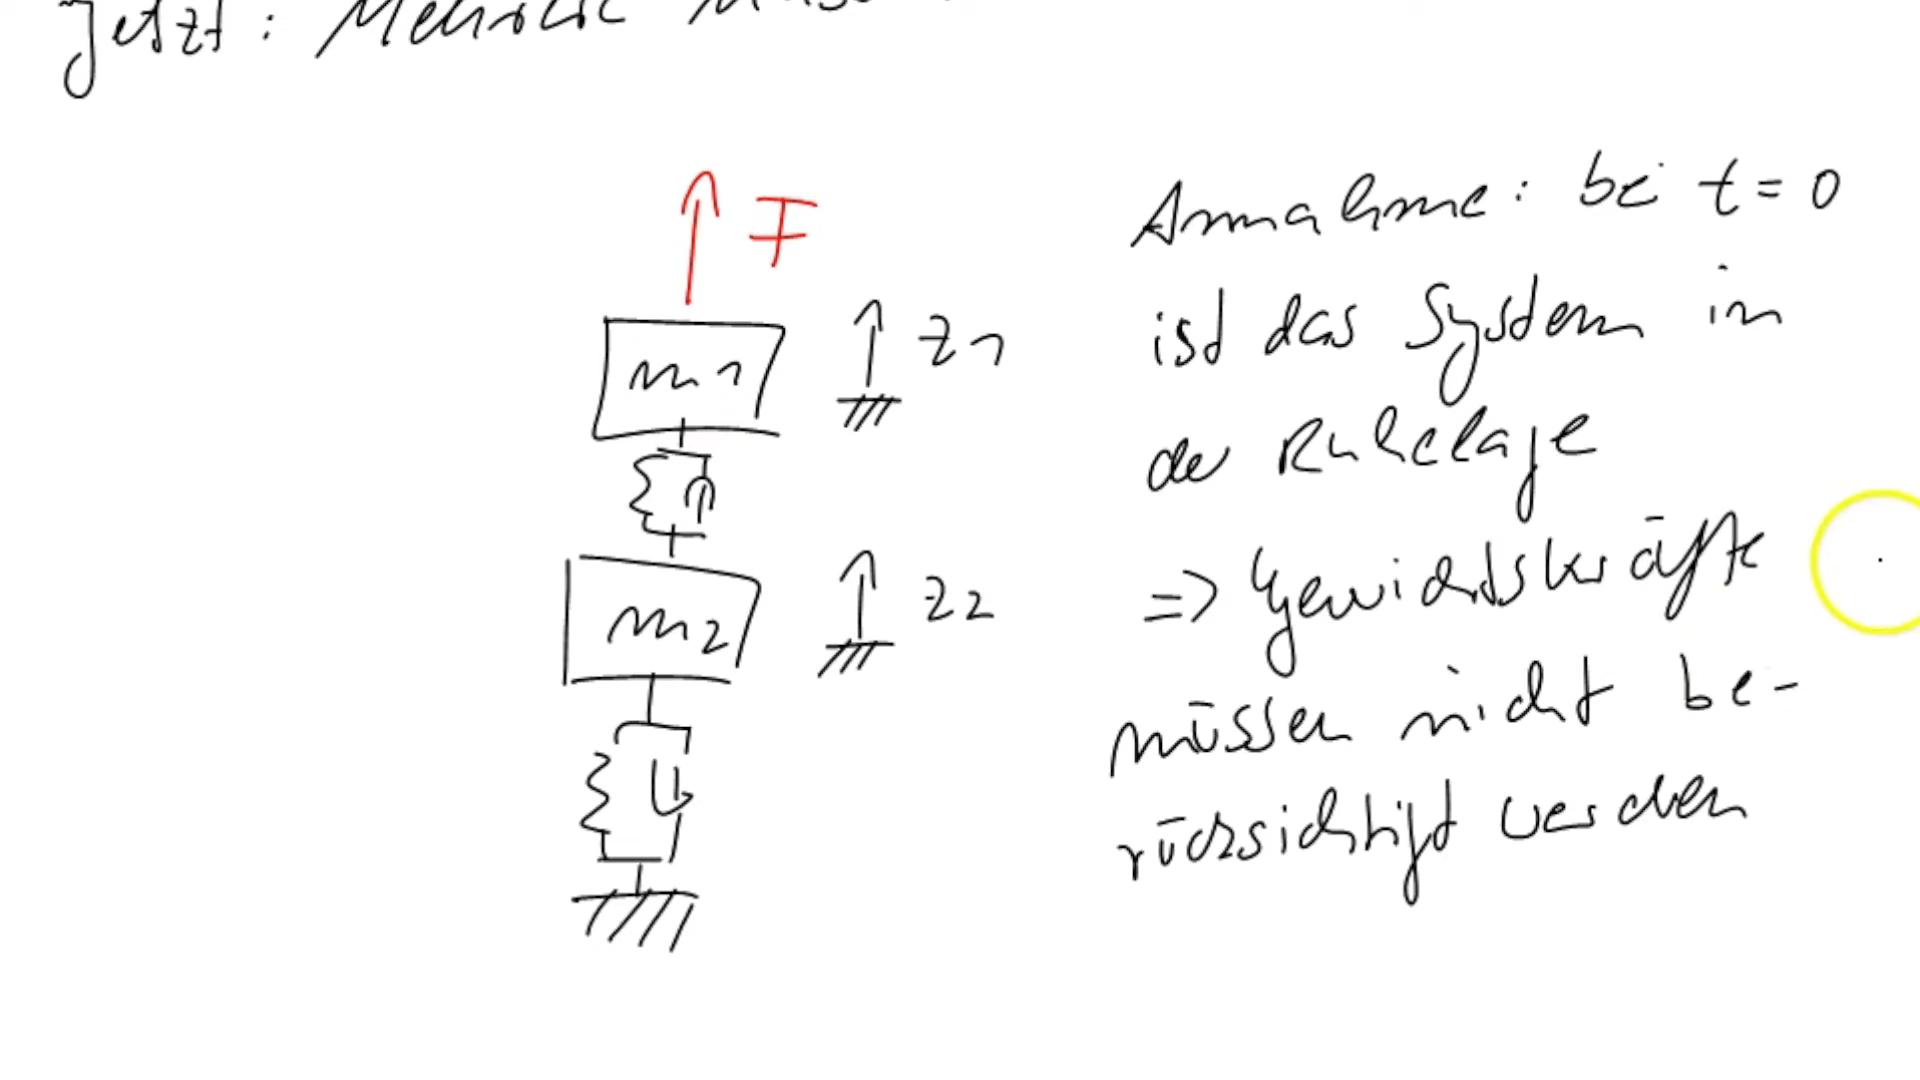 Jetzt: Mehrere
F
Annahme: bei t=0
m1
z1
ist das System in
der Ruhelage
m2
z2
=> Gewichtskräfte
müssen nicht be-
rücksichtigt werden